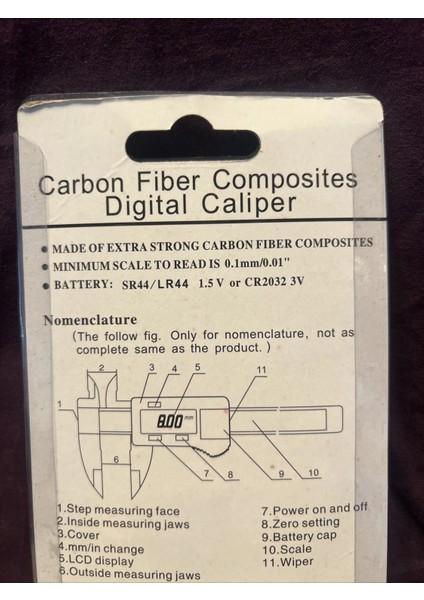 Carbon Fiber Composites
Digital Caliper
● MADE OF EXTRA STRONG CARBON FIBER COMPOSITES
● MINIMUM SCALE TO READ IS 0.1mm/0.01"
● BATTERY: SR44/LR44 1.5V or CR2032 3V
Nomenclature
(The follow fig. Only for nomenclature, not as
complete same as the product.)
2 3 4 5 11
1
8.00 mm
6 7 8 9 10
1.Step measuring face
2.Inside measuring jaws
3.Cover
4.mm/in change
5.LCD display
6.Outside measuring jaws
7.Power on and off
8.Zero setting
9.Battery cap
10.Scale
11.Wiper